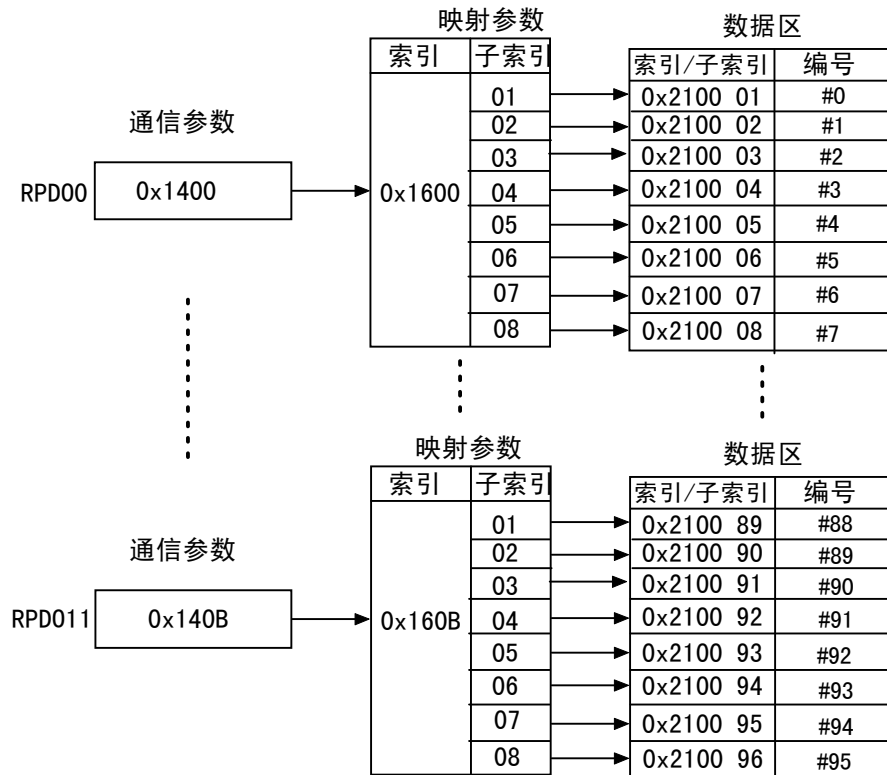 映射参数
数据区
索引 子索引
索引/子索引 编号
01 0x2100 01 #0
通信参数
02 0x2100 02 #1
03 0x2100 03 #2
RPD00 0x1400 0x1600 04 0x2100 04 #3
05 0x2100 05 #4
06 0x2100 06 #5
07 0x2100 07 #6
08 0x2100 08 #7
映射参数
数据区
索引 子索引
索引/子索引 编号
01 0x2100 89 #88
通信参数
02 0x2100 90 #89
03 0x2100 91 #90
RPD011 0x140B 0x160B 04 0x2100 92 #91
05 0x2100 93 #92
06 0x2100 94 #93
07 0x2100 95 #94
08 0x2100 96 #95